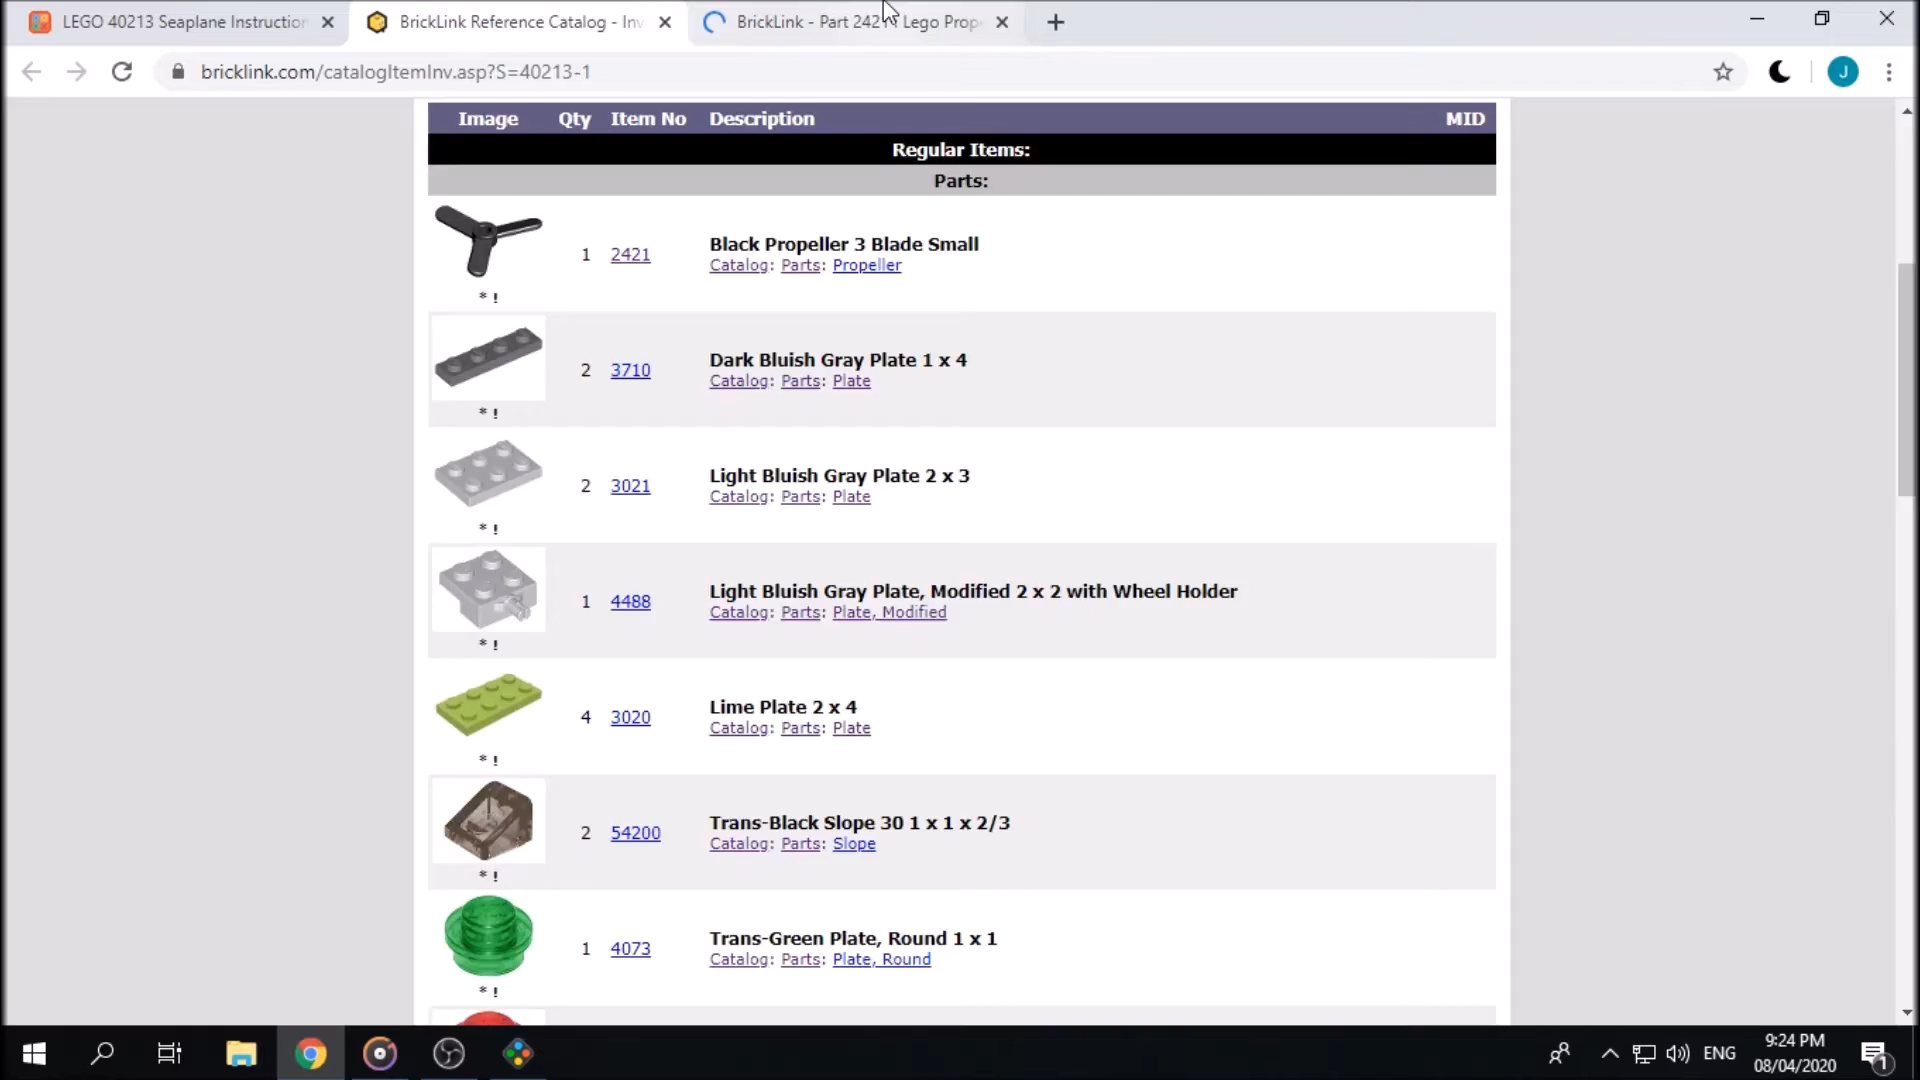 LEGO 40213 Seaplane Instruction
BrickLink Reference Catalog - Inv
BrickLink - Part 2421 : Lego Prop
bricklink.com/catalogItemInv.asp?S=40213-1
J
Image Qty Item No Description MID
Regular Items:
Parts:
1 2421 Black Propeller 3 Blade Small
Catalog: Parts: Propeller
* !
2 3710 Dark Bluish Gray Plate 1 x 4
Catalog: Parts: Plate
* !
2 3021 Light Bluish Gray Plate 2 x 3
Catalog: Parts: Plate
* !
1 4488 Light Bluish Gray Plate, Modified 2 x 2 with Wheel Holder
Catalog: Parts: Plate, Modified
* !
4 3020 Lime Plate 2 x 4
Catalog: Parts: Plate
* !
2 54200 Trans-Black Slope 30 1 x 1 x 2/3
Catalog: Parts: Slope
* !
1 4073 Trans-Green Plate, Round 1 x 1
Catalog: Parts: Plate, Round
* !
ENG
9:24 PM
08/04/2020
1